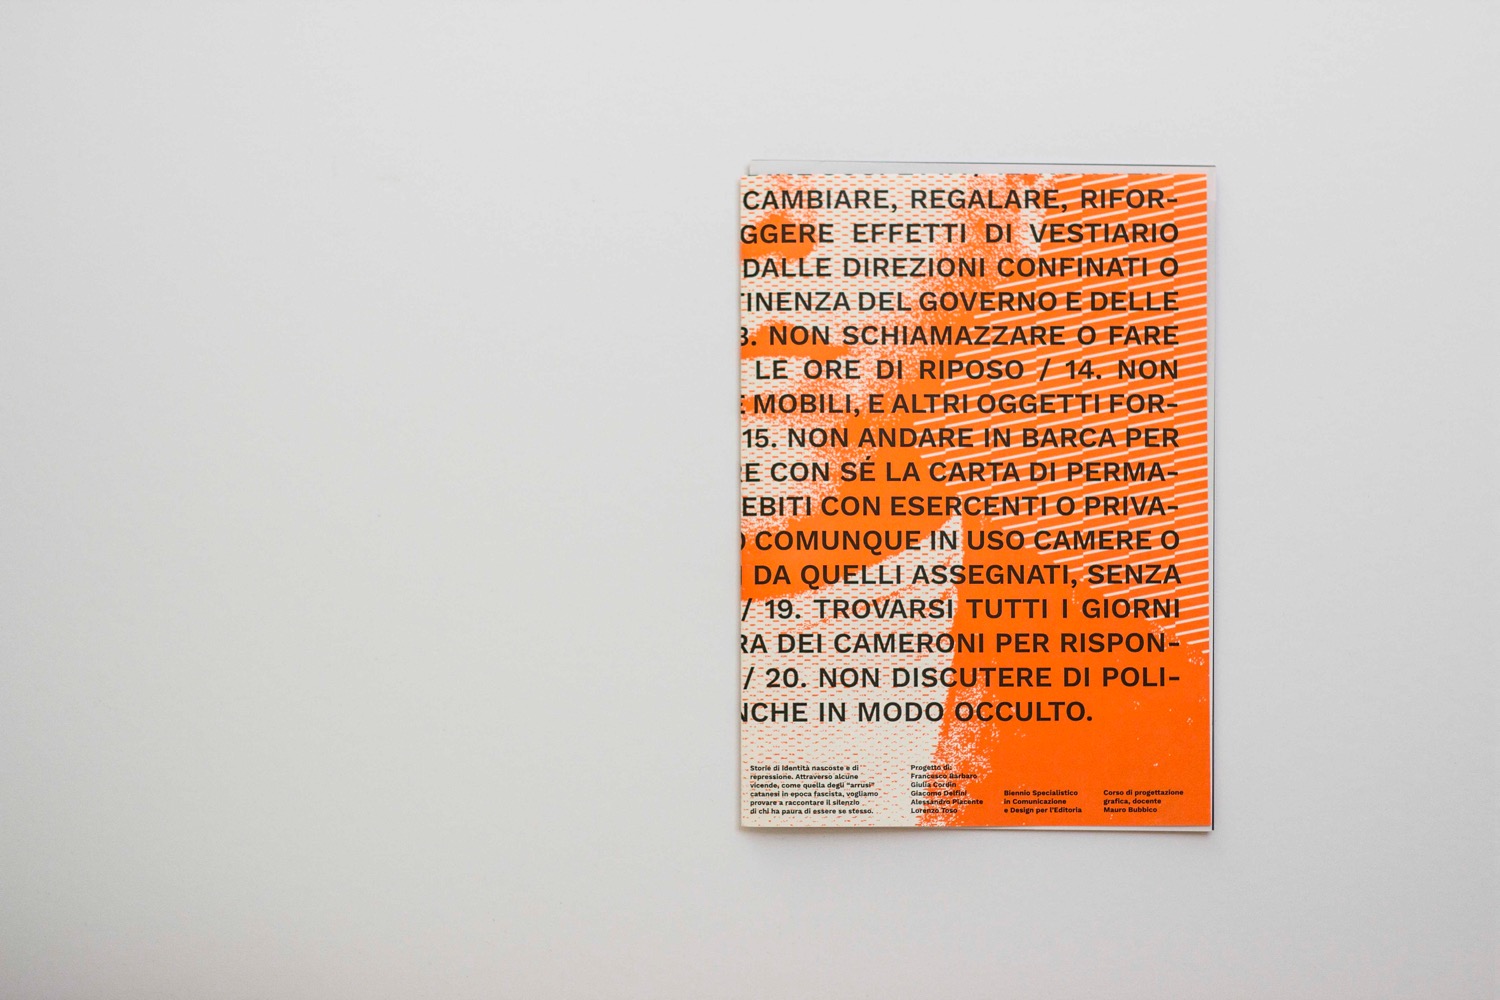 CAMBIARE, REGALARE, RIFOR-
GGERE EFFETTI DI VESTIARIO
DALLE DIREZIONI CONFINATI O
TINENZA DEL GOVERNO E DELLE
3. NON SCHIAMAZZARE O FARE
LE ORE DI RIPOSO / 14. NON
E MOBILI, E ALTRI OGGETTI FOR-
15. NON ANDARE IN BARCA PER
RE CON SÉ LA CARTA DI PERMA-
EBITI CON ESERCENTI O PRIVA-
O COMUNQUE IN USO CAMERE O
DA QUELLI ASSEGNATI, SENZA
/ 19. TROVARSI TUTTI I GIORNI
RA DEI CAMERONI PER RISPON-
/ 20. NON DISCUTERE DI POLI-
NCHE IN MODO OCCULTO.
Storie di identità nascoste e di
repressione. Attraverso alcune
vicende, come quella degli "arrusi"
catanesi in epoca fascista, vogliamo
provare a raccontare il silenzio
di chi ha paura di essere se stesso.
Progetto di:
Francesco Barbaro
Giulia Cordin
Giacomo Delfini
Alessandro Piacente
Lorenzo Toso
Biennio Specialistico
in Comunicazione
e Design per l'Editoria
Corso di progettazione
grafica, docente
Mauro Bubbico